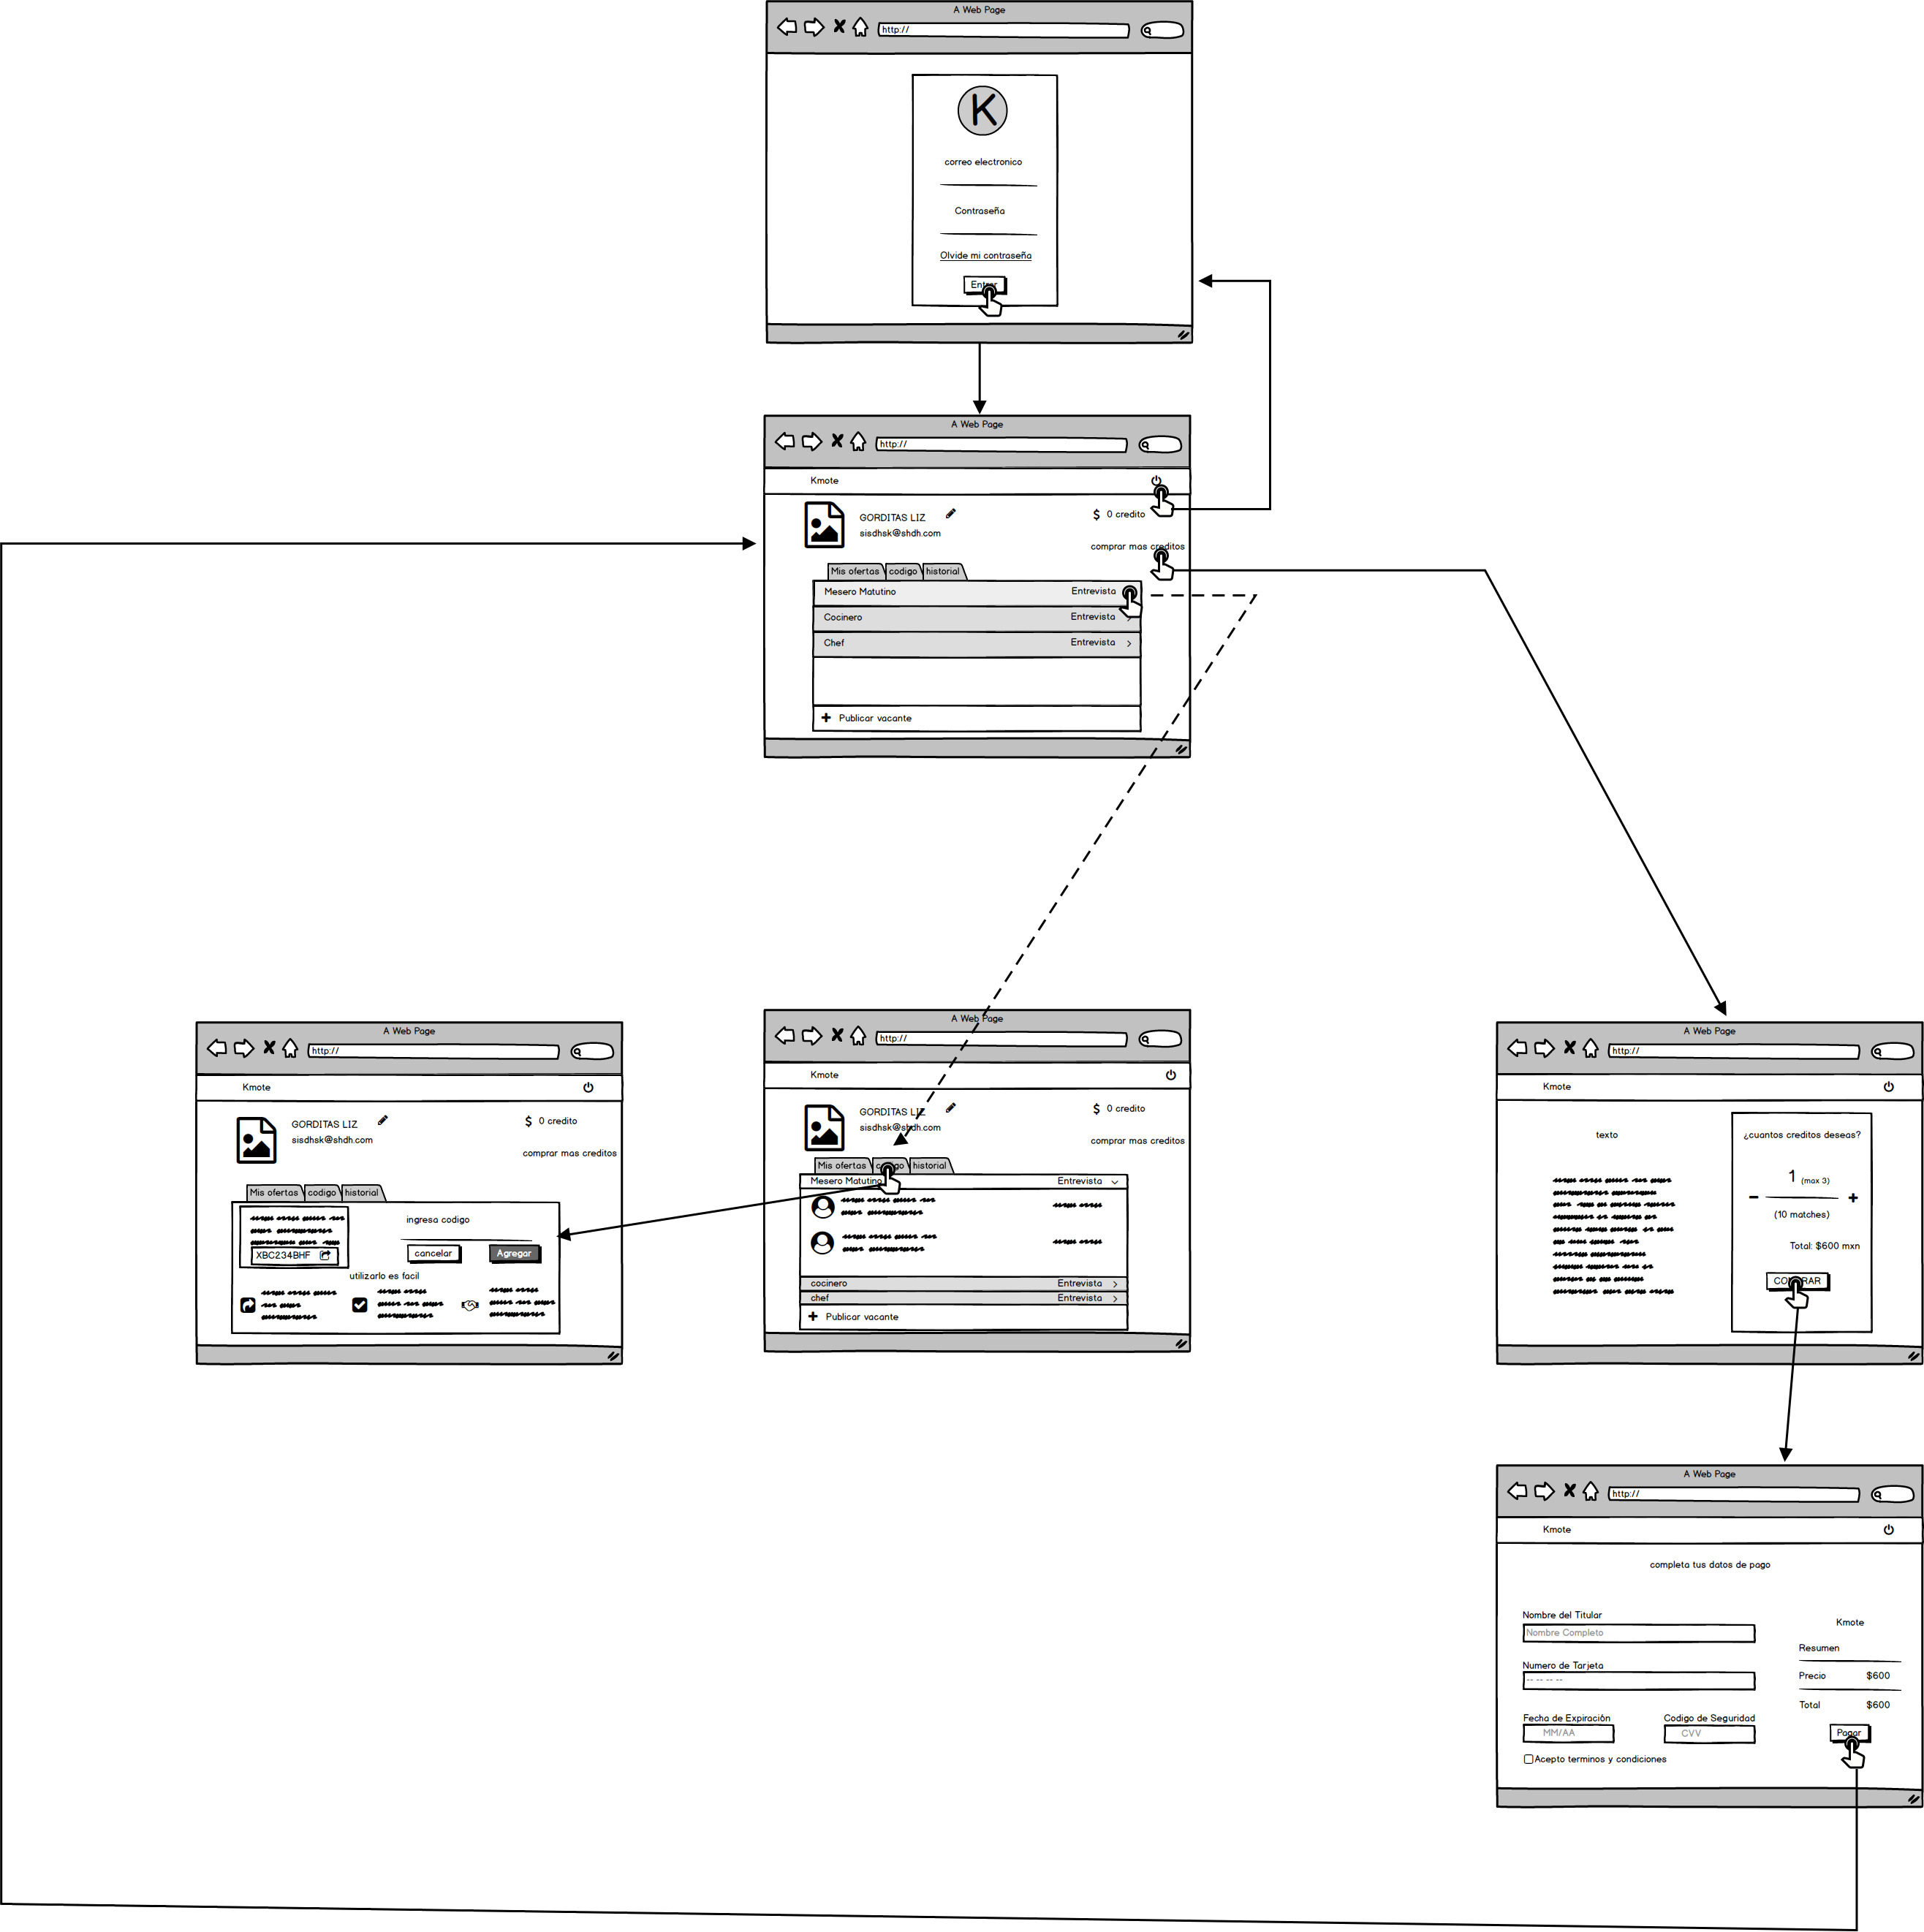 A Web Page
http://
K
correo electronico
Contraseña
Olvide mi contraseña
A Web Page
http://
Kmote
GORDITAS LIZ
$ 0 credito
sisdhsk@shdh.com
comprar mas creditos
Mis ofertas codigo historial
Mesero Matutino Entrevista
Cocinero Entrevista
Chef Entrevista
Publicar vacante
A Web Page
http://
Kmote
GORDITAS LIZ
$ 0 credito
sisdhsk@shdh.com
comprar mas creditos
Mis ofertas codigo historial
ingresa codigo
XBC234BHF
cancelar Agregar
utilizarlo es facil
A Web Page
http://
Kmote
GORDITAS LIZ
$ 0 credito
sisdhsk@shdh.com
comprar mas creditos
Mis ofertas codigo historial
Mesero Matutino Entrevista
cocinero Entrevista
chef Entrevista
Publicar vacante
A Web Page
http://
Kmote
texto
¿cuantos creditos deseas?
1 (max 3)
(10 matches)
Total: $600 mxn
COMPRAR
A Web Page
http://
Kmote
completa tus datos de pago
Nombre del Titular
Nombre Completo
Numero de Tarjeta
-- -- -- --
Fecha de Expiración Codigo de Seguridad
MM/AA CVV
Acepto terminos y condiciones
Kmote
Resumen
Precio $600
Total $600
Pagar